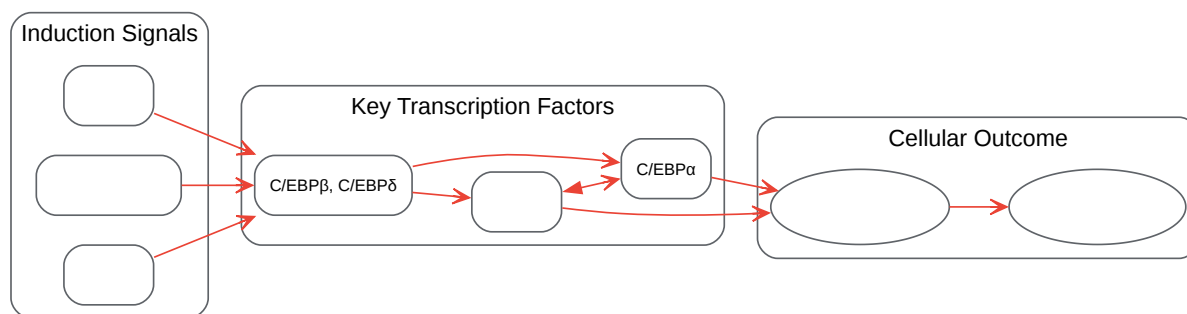 Induction Signals
Key Transcription Factors
C/EBPβ, C/EBPδ
C/EBPα
Cellular Outcome